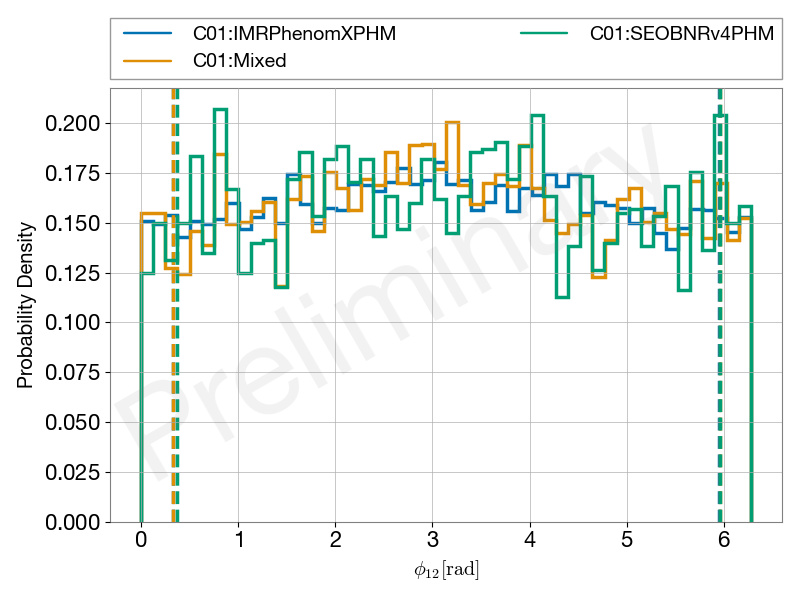 C01:IMRPhenomXPHM
C01:Mixed
C01:SEOBNRv4PHM
Preliminary
Probability Density
0.200
0.175
0.150
0.125
0.100
0.075
0.050
0.025
0.000
0 1 2 3 4 5 6
ϕ₁₂[rad]